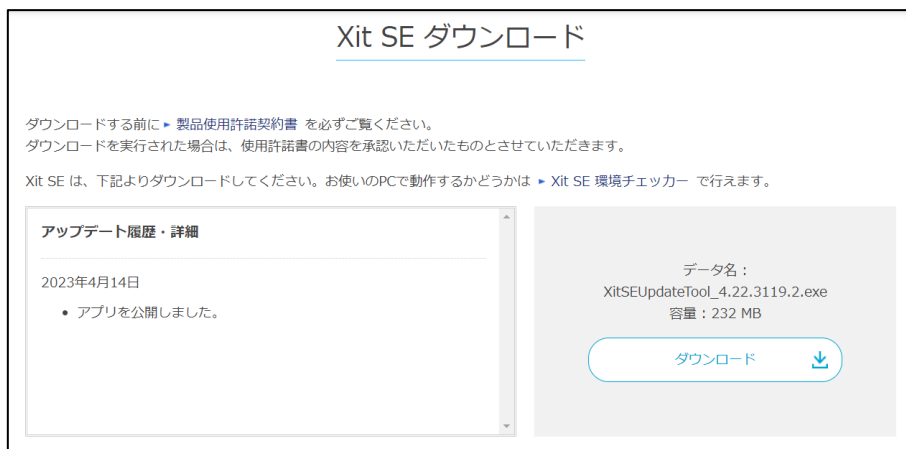 Xit SE ダウンロード
ダウンロードする前に ► 製品使用許諾契約書 を必ずご覧ください。
ダウンロードを実行された場合は、使用許諾書の内容を承認いただいたものとさせていただきます。
Xit SE は、下記よりダウンロードしてください。お使いのPCで動作するかどうかは ► Xit SE 環境チェッカー で行えます。
アップデート履歴・詳細
2023年4月14日
• アプリを公開しました。
データ名：
XitSEUpdateTool_4.22.3119.2.exe
容量：232 MB
ダウンロード